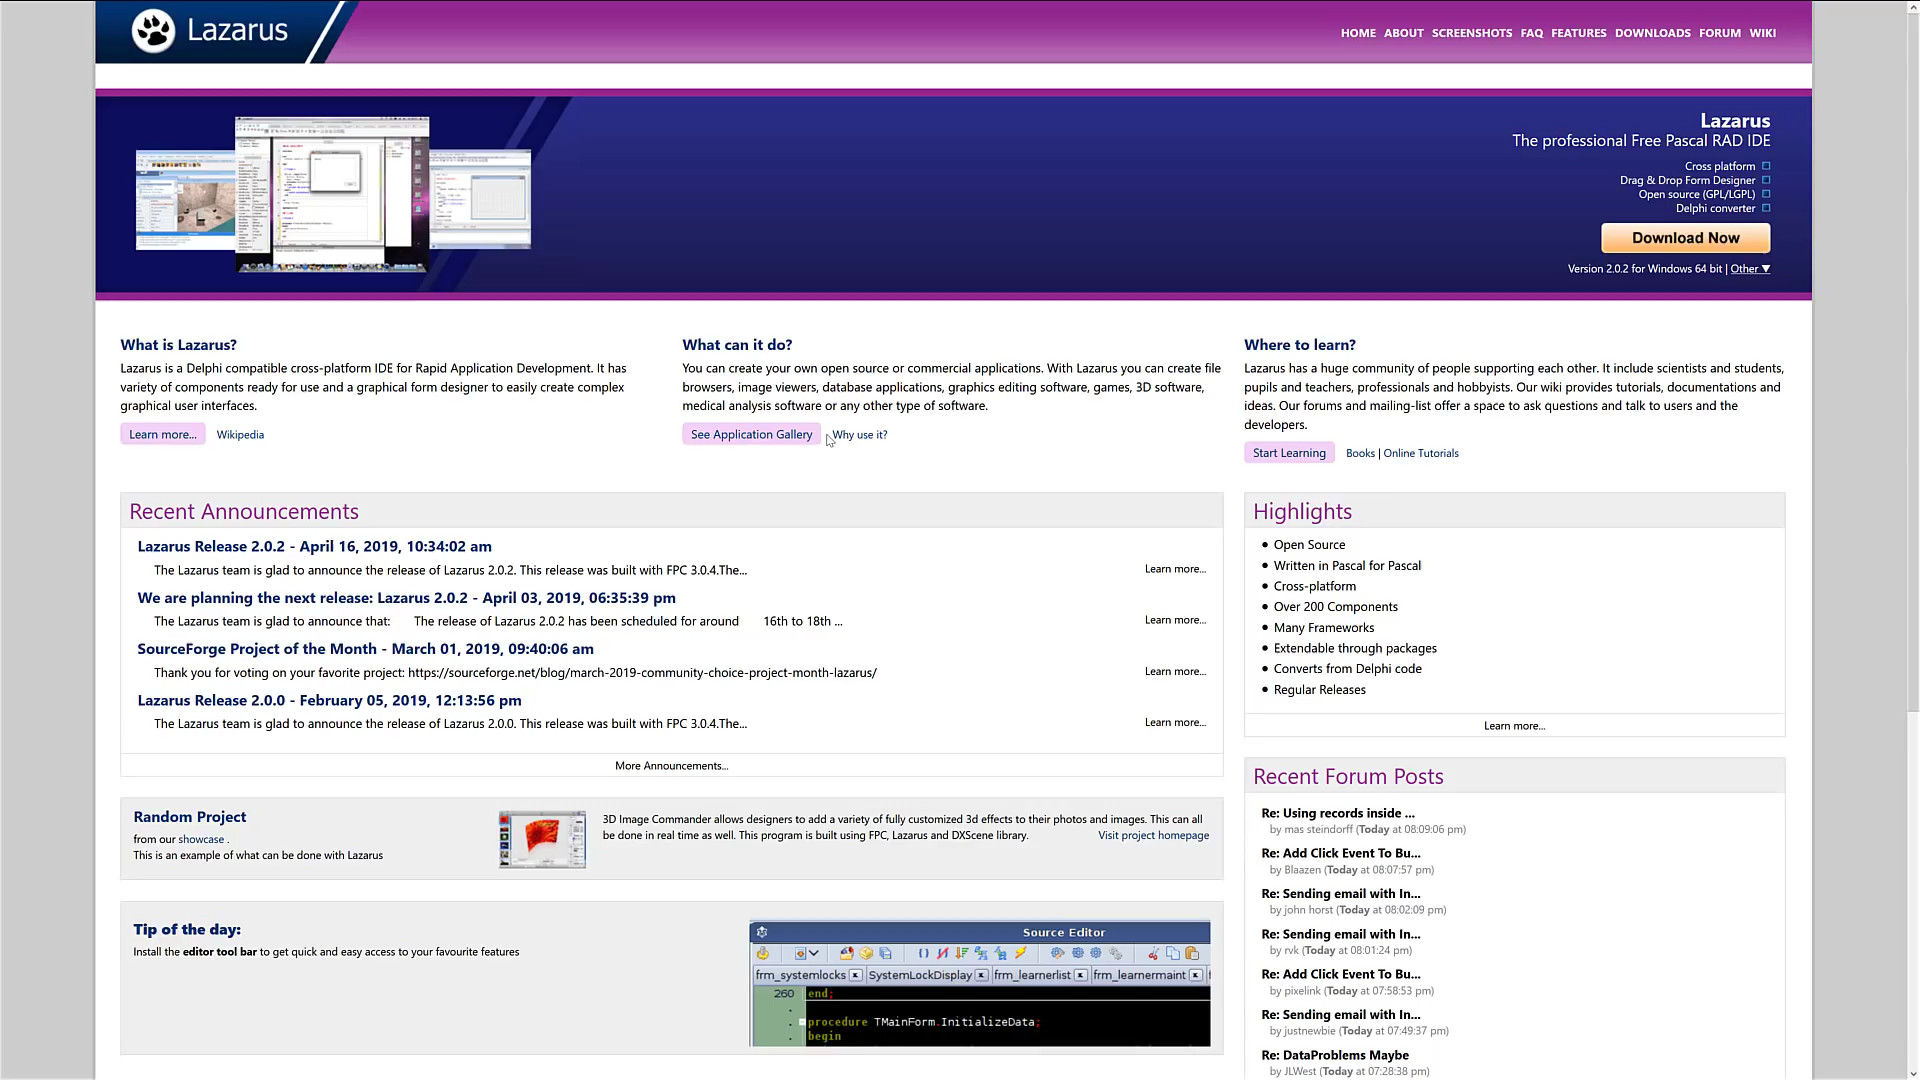 Lazarus
HOME ABOUT SCREENSHOTS FAQ FEATURES DOWNLOADS FORUM WIKI
Lazarus
The professional Free Pascal RAD IDE
Cross platform
Drag & Drop Form Designer
Open source (GPL/LGPL)
Delphi converter
Download Now
Version 2.0.2 for Windows 64 bit | Other ▼
What is Lazarus?
Lazarus is a Delphi compatible cross-platform IDE for Rapid Application Development. It has
variety of components ready for use and a graphical form designer to easily create complex
graphical user interfaces.
Learn more... Wikipedia
What can it do?
You can create your own open source or commercial applications. With Lazarus you can create file
browsers, image viewers, database applications, graphics editing software, games, 3D software,
medical analysis software or any other type of software.
See Application Gallery Why use it?
Where to learn?
Lazarus has a huge community of people supporting each other. It include scientists and students,
pupils and teachers, professionals and hobbyists. Our wiki provides tutorials, documentations and
ideas. Our forums and mailing-list offer a space to ask questions and talk to users and the
developers.
Start Learning Books | Online Tutorials
Recent Announcements
Lazarus Release 2.0.2 - April 16, 2019, 10:34:02 am
The Lazarus team is glad to announce the release of Lazarus 2.0.2. This release was built with FPC 3.0.4.The... Learn more...
We are planning the next release: Lazarus 2.0.2 - April 03, 2019, 06:35:39 pm
The Lazarus team is glad to announce that: The release of Lazarus 2.0.2 has been scheduled for around 16th to 18th ... Learn more...
SourceForge Project of the Month - March 01, 2019, 09:40:06 am
Thank you for voting on your favorite project: https://sourceforge.net/blog/march-2019-community-choice-project-month-lazarus/ Learn more...
Lazarus Release 2.0.0 - February 05, 2019, 12:13:56 pm
The Lazarus team is glad to announce the release of Lazarus 2.0.0. This release was built with FPC 3.0.4.The... Learn more...
More Announcements...
Random Project
from our showcase .
This is an example of what can be done with Lazarus
3D Image Commander allows designers to add a variety of fully customized 3d effects to their photos and images. This can all
be done in real time as well. This program is built using FPC, Lazarus and DXScene library. Visit project homepage
Tip of the day:
Install the editor tool bar to get quick and easy access to your favourite features
Source Editor
frm_systemlocks SystemLockDisplay frm_learnerlist frm_learnermaint
260 end;
procedure TMainForm.InitializeData;
begin
Highlights
• Open Source
• Written in Pascal for Pascal
• Cross-platform
• Over 200 Components
• Many Frameworks
• Extendable through packages
• Converts from Delphi code
• Regular Releases
Learn more...
Recent Forum Posts
Re: Using records inside ...
by mas steindorff (Today at 08:09:06 pm)
Re: Add Click Event To Bu...
by Blaazen (Today at 08:07:57 pm)
Re: Sending email with In...
by john horst (Today at 08:02:09 pm)
Re: Sending email with In...
by rvk (Today at 08:01:24 pm)
Re: Add Click Event To Bu...
by pixelink (Today at 07:58:53 pm)
Re: Sending email with In...
by justnewbie (Today at 07:49:37 pm)
Re: DataProblems Maybe
by JLWest (Today at 07:28:38 pm)